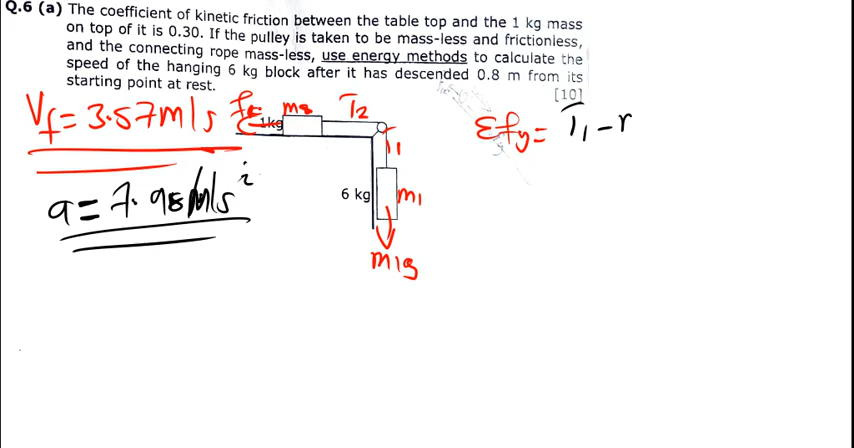 Q.6 (a) The coefficient of kinetic friction between the table top and the 1 kg mass
on top of it is 0.30. If the pulley is taken to be mass-less and frictionless,
and the connecting rope mass-less, use energy methods to calculate the
speed of the hanging 6 kg block after it has descended 0.8 m from its
starting point at rest.
[10]
Vf = 3.57m/s
mg
T2
1kg
Σfy = T1 - r
T1
a = 7.98m/s²
6 kg
m1
m1g